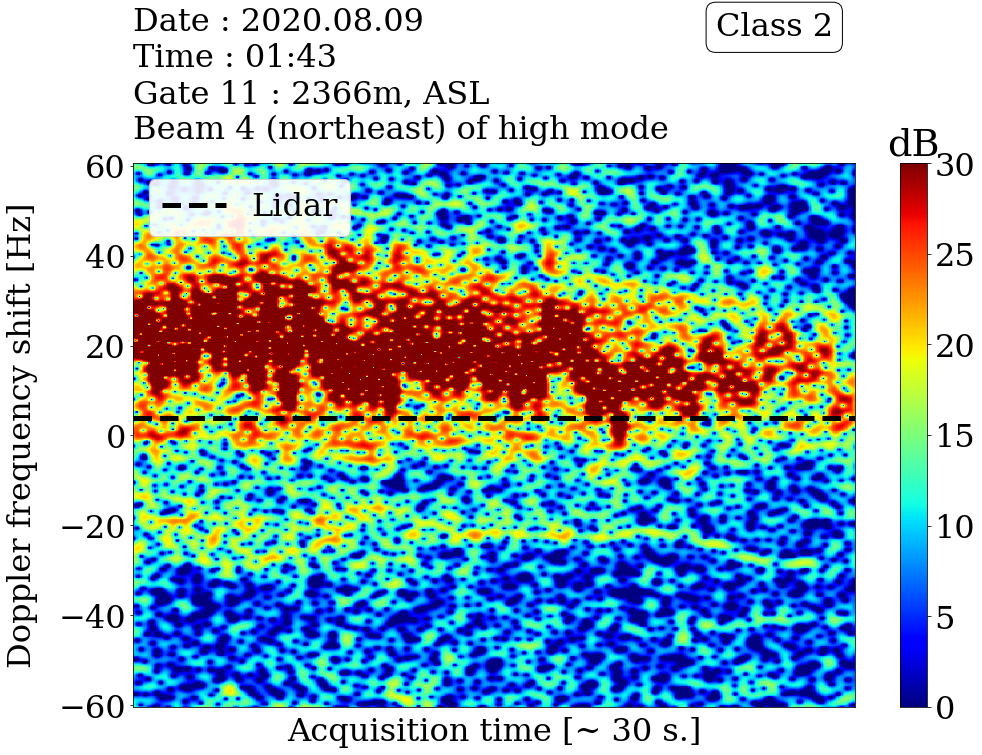 Date : 2020.08.09
Time : 01:43
Gate 11 : 2366m, ASL
Beam 4 (northeast) of high mode
Class 2
dB
Lidar
Doppler frequency shift [Hz]
60
40
20
0
−20
−40
−60
Acquisition time [~ 30 s.]
30
25
20
15
10
5
0